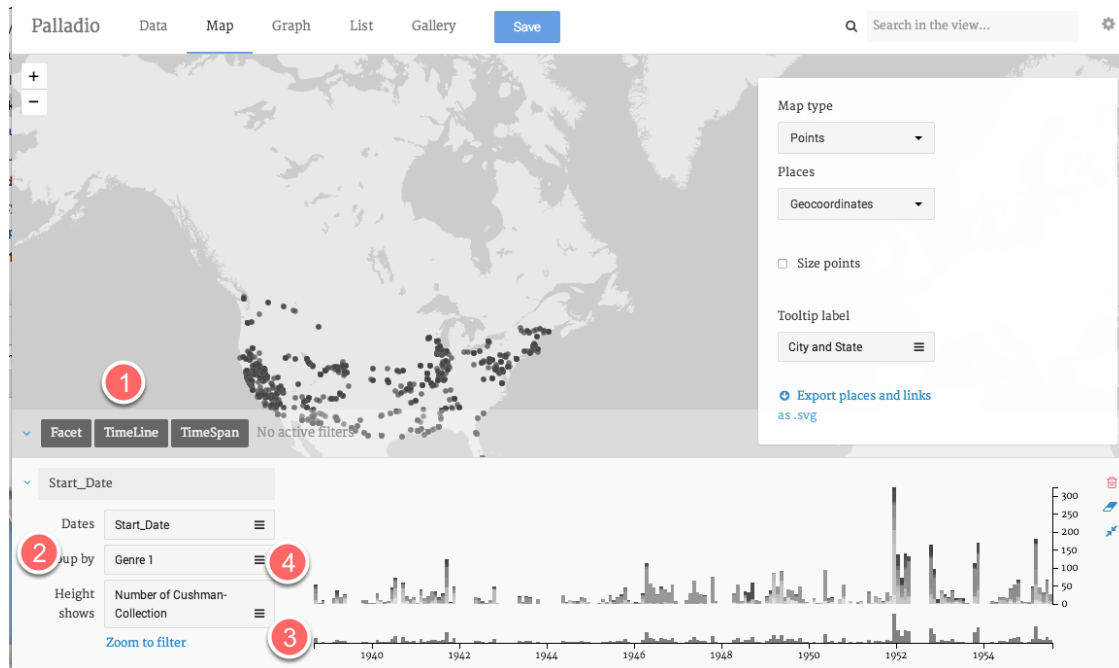 Palladio Data Map Graph List Gallery Save Search in the view...
+
−
Map type
Points
Places
Geocoordinates
Size points
Tooltip label
City and State
Export places and links
as .svg
1
Facet TimeLine TimeSpan No active filters
Start_Date
Dates Start_Date
2 oup by Genre 1 4
Height shows Number of Cushman-
Collection
3
Zoom to filter
300
250
200
150
100
50
0
1940 1942 1944 1946 1948 1950 1952 1954